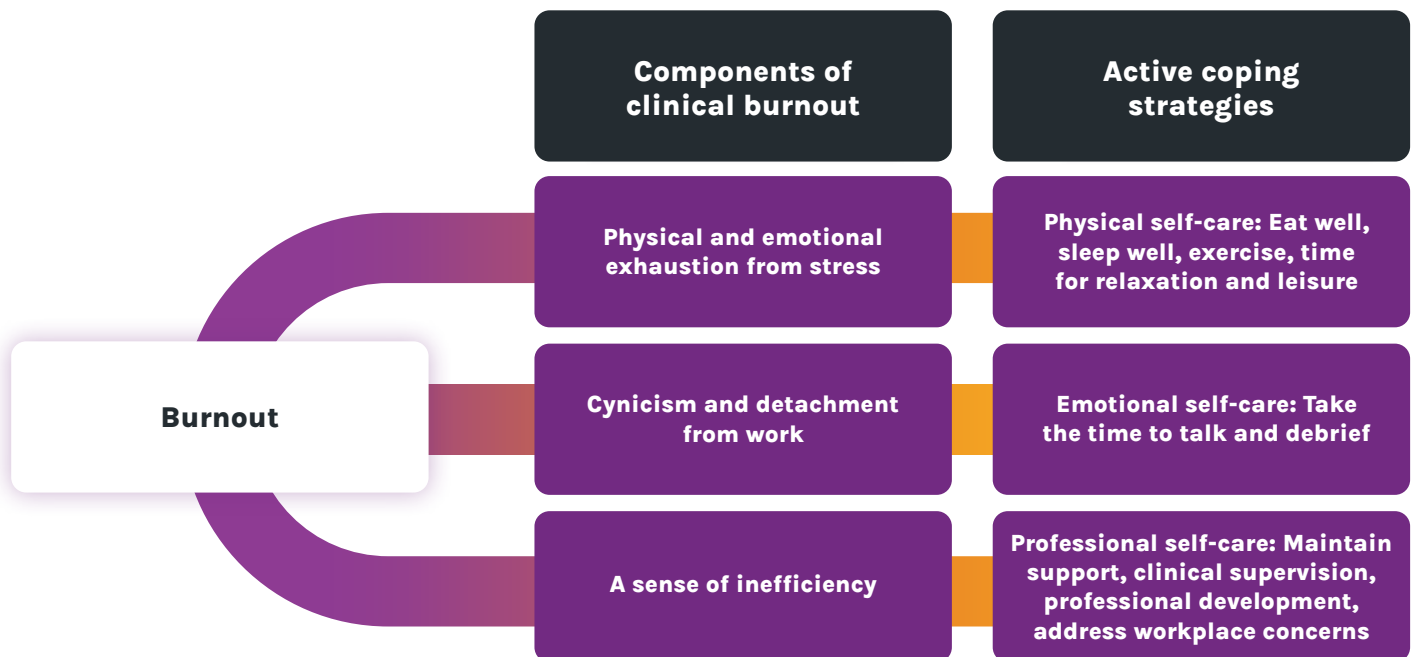 Components of
clinical burnout
Active coping
strategies
Physical and emotional
exhaustion from stress
Physical self-care: Eat well,
sleep well, exercise, time
for relaxation and leisure
Burnout
Cynicism and detachment
from work
Emotional self-care: Take
the time to talk and debrief
A sense of inefficiency
Professional self-care: Maintain
support, clinical supervision,
professional development,
address workplace concerns